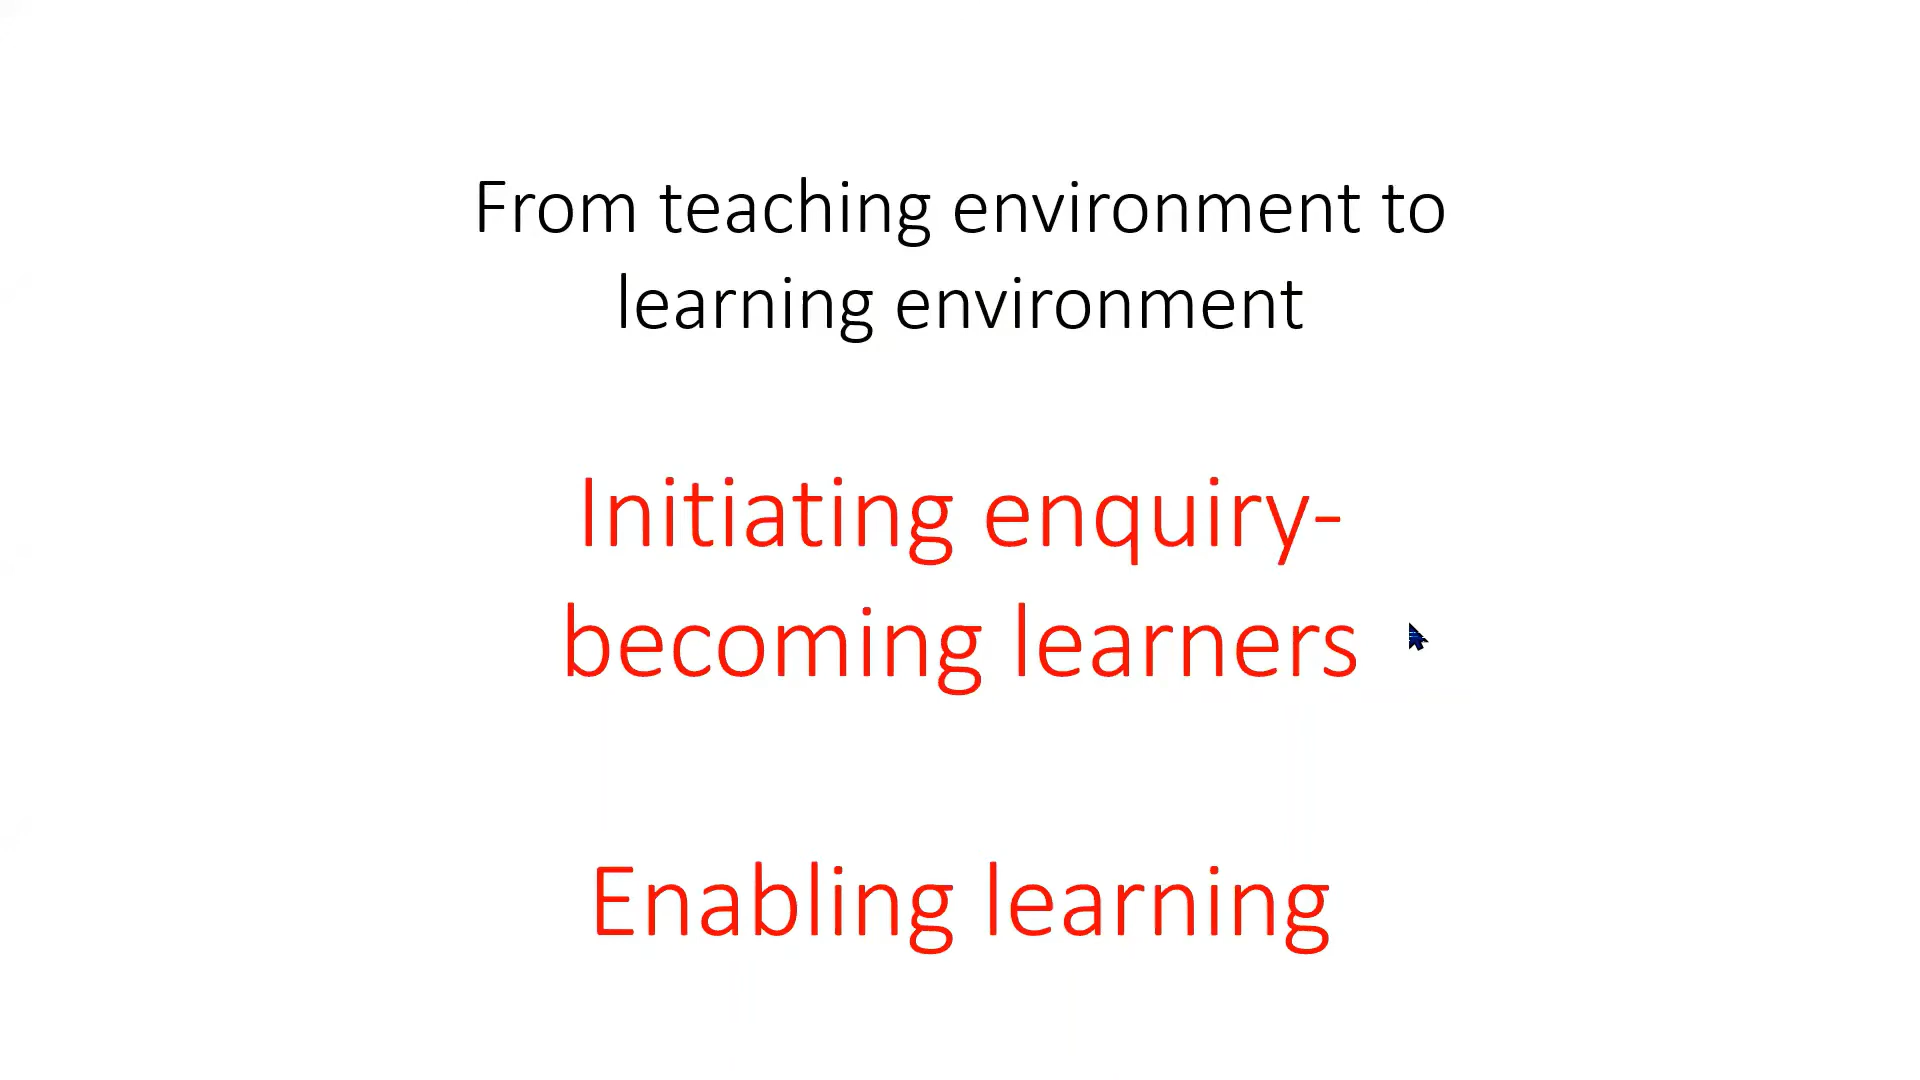 From teaching environment to
learning environment
Initiating enquiry-
becoming learners
Enabling learning